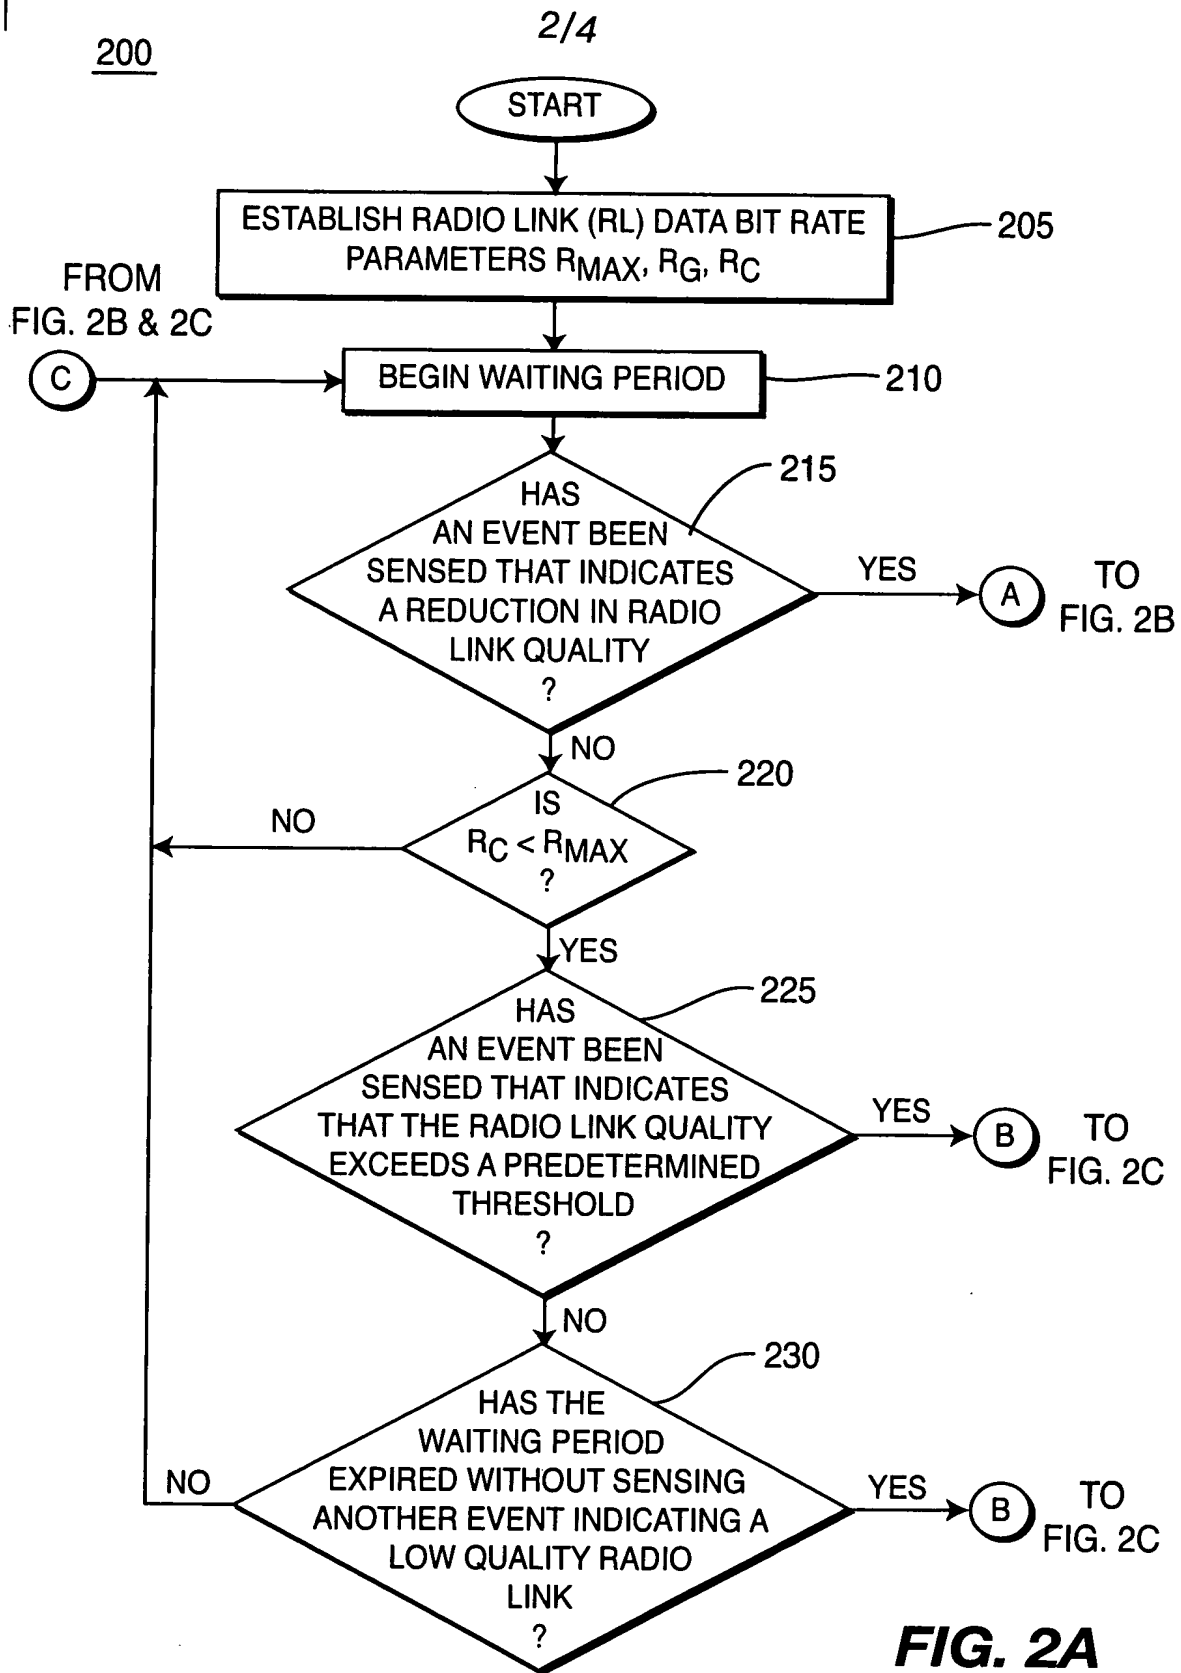 2/4
200
START
ESTABLISH RADIO LINK (RL) DATA BIT RATE
PARAMETERS RMAX, RG, RC
205
FROM
FIG. 2B & 2C
C
BEGIN WAITING PERIOD
210
215
HAS
AN EVENT BEEN
SENSED THAT INDICATES
A REDUCTION IN RADIO
LINK QUALITY
?
YES
A
TO
FIG. 2B
NO
220
IS
RC < RMAX
?
NO
YES
225
HAS
AN EVENT BEEN
SENSED THAT INDICATES
THAT THE RADIO LINK QUALITY
EXCEEDS A PREDETERMINED
THRESHOLD
?
YES
B
TO
FIG. 2C
NO
230
HAS THE
WAITING PERIOD
EXPIRED WITHOUT SENSING
ANOTHER EVENT INDICATING A
LOW QUALITY RADIO
LINK
?
NO
YES
B
TO
FIG. 2C
FIG. 2A